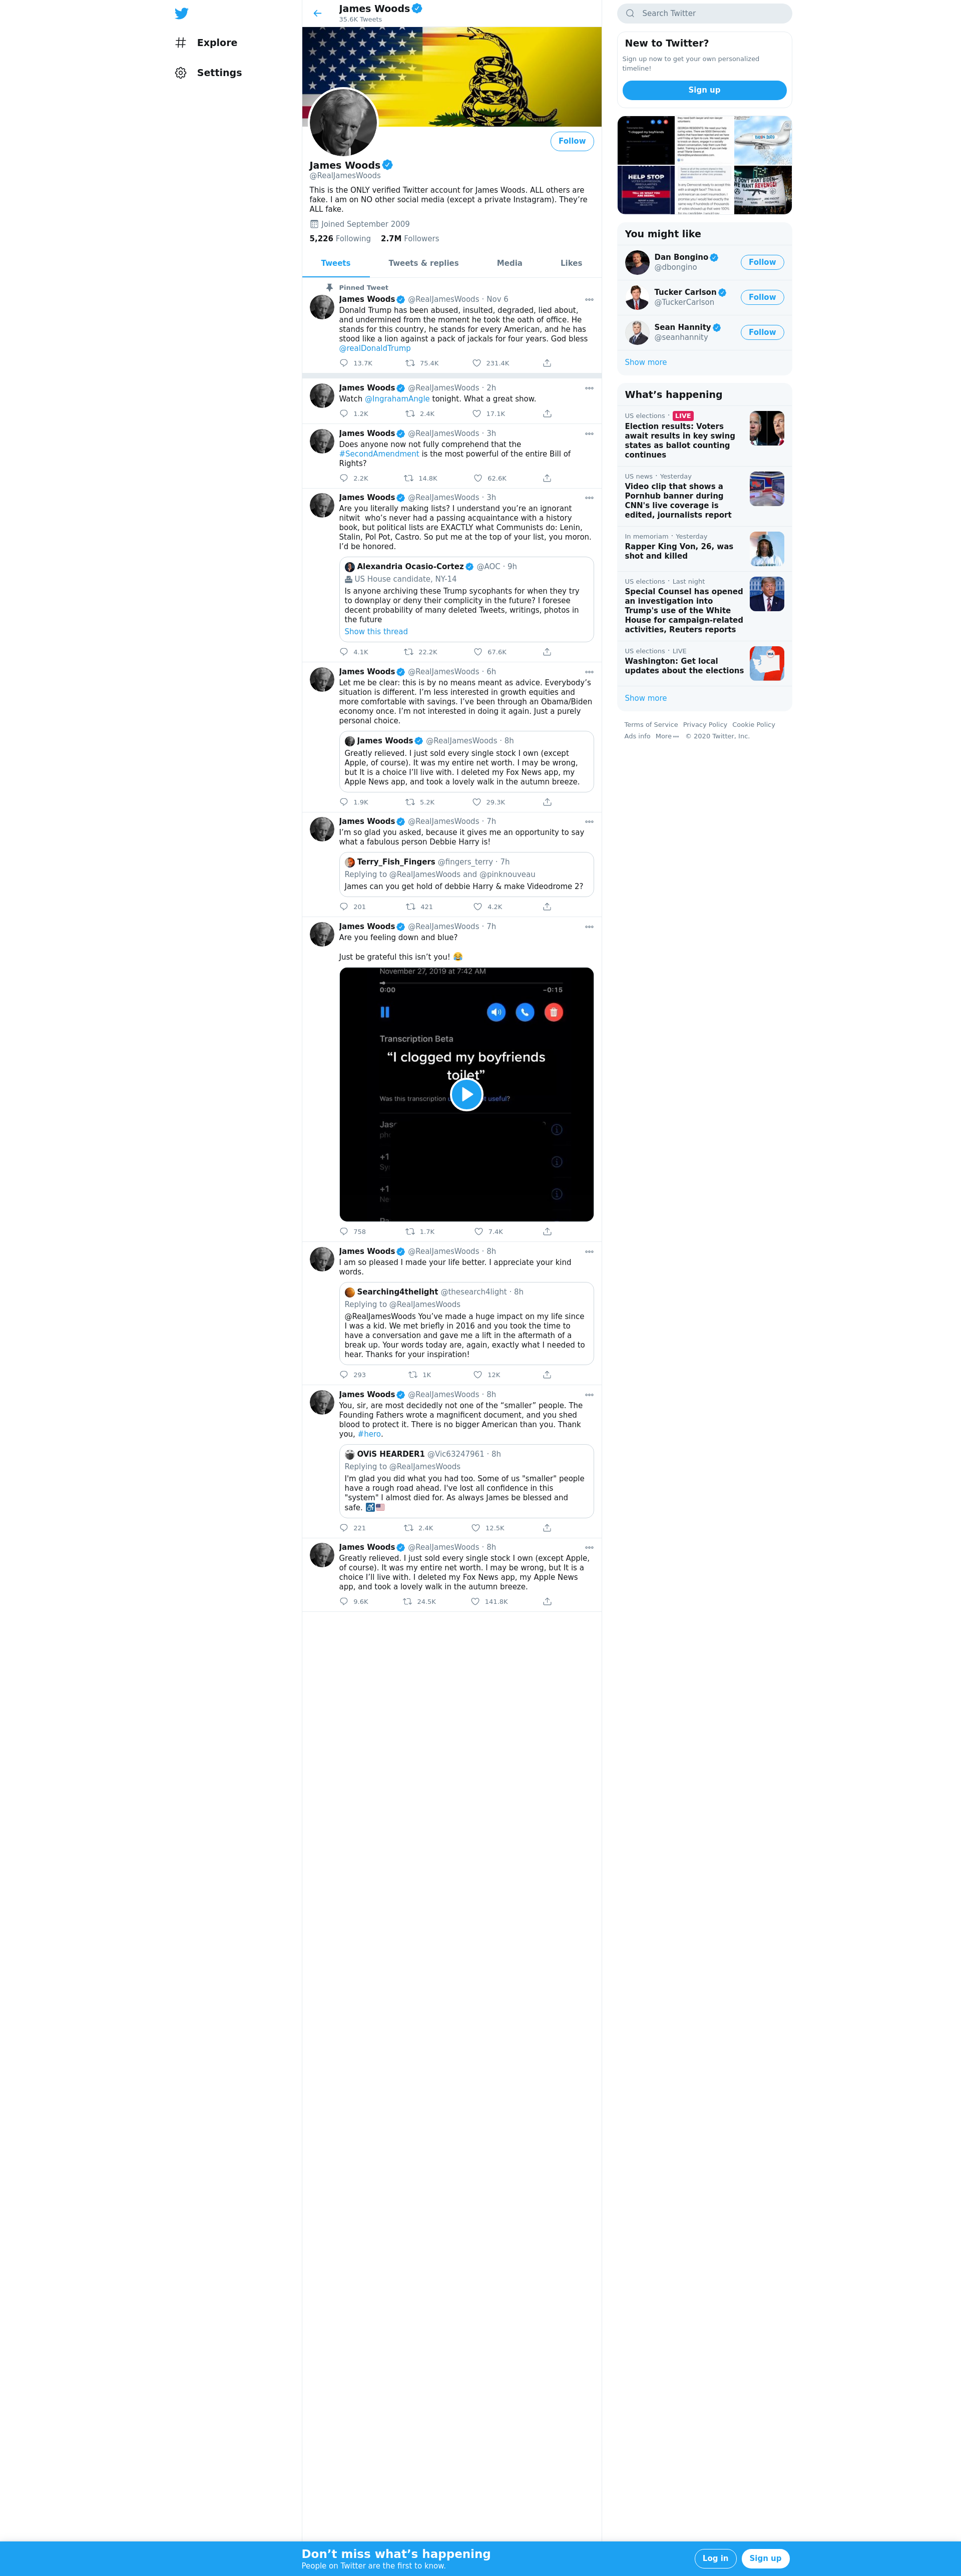 Explore
Settings
James Woods
35.6K Tweets
Follow
James Woods
@RealJamesWoods
This is the ONLY verified Twitter account for James Woods. ALL others are
fake. I am on NO other social media (except a private Instagram). They’re
ALL fake.
Joined September 2009
5,226 Following 2.7M Followers
Tweets Tweets & replies Media Likes
Pinned Tweet
James Woods @RealJamesWoods · Nov 6
Donald Trump has been abused, insulted, degraded, lied about,
and undermined from the moment he took the oath of office. He
stands for this country, he stands for every American, and he has
stood like a lion against a pack of jackals for four years. God bless
@realDonaldTrump
13.7K 75.4K 231.4K
James Woods @RealJamesWoods · 2h
Watch @IngrahamAngle tonight. What a great show.
1.2K 2.4K 17.1K
James Woods @RealJamesWoods · 3h
Does anyone now not fully comprehend that the
#SecondAmendment is the most powerful of the entire Bill of
Rights?
2.2K 14.8K 62.6K
James Woods @RealJamesWoods · 3h
Are you literally making lists? I understand you’re an ignorant
nitwit who’s never had a passing acquaintance with a history
book, but political lists are EXACTLY what Communists do: Lenin,
Stalin, Pol Pot, Castro. So put me at the top of your list, you moron.
I’d be honored.
Alexandria Ocasio-Cortez @AOC · 9h
US House candidate, NY-14
Is anyone archiving these Trump sycophants for when they try
to downplay or deny their complicity in the future? I foresee
decent probability of many deleted Tweets, writings, photos in
the future
Show this thread
4.1K 22.2K 67.6K
James Woods @RealJamesWoods · 6h
Let me be clear: this is by no means meant as advice. Everybody’s
situation is different. I’m less interested in growth equities and
more comfortable with savings. I’ve been through an Obama/Biden
economy once. I’m not interested in doing it again. Just a purely
personal choice.
James Woods @RealJamesWoods · 8h
Greatly relieved. I just sold every single stock I own (except
Apple, of course). It was my entire net worth. I may be wrong,
but It is a choice I’ll live with. I deleted my Fox News app, my
Apple News app, and took a lovely walk in the autumn breeze.
1.9K 5.2K 29.3K
James Woods @RealJamesWoods · 7h
I’m so glad you asked, because it gives me an opportunity to say
what a fabulous person Debbie Harry is!
Terry_Fish_Fingers @fingers_terry · 7h
Replying to @RealJamesWoods and @pinknouveau
James can you get hold of debbie Harry & make Videodrome 2?
201 421 4.2K
James Woods @RealJamesWoods · 7h
Are you feeling down and blue?
Just be grateful this isn’t you! 😂
November 27, 2019 at 7:42 AM
0:00 −0:15
Transcription Beta
“I clogged my boyfriends
toilet”
Was this transcription useful?
+1
+1
758 1.7K 7.4K
James Woods @RealJamesWoods · 8h
I am so pleased I made your life better. I appreciate your kind
words.
Searching4thelight @thesearch4light · 8h
Replying to @RealJamesWoods
@RealJamesWoods You’ve made a huge impact on my life since
I was a kid. We met briefly in 2016 and you took the time to
have a conversation and gave me a lift in the aftermath of a
break up. Your words today are, again, exactly what I needed to
hear. Thanks for your inspiration!
293 1K 12K
James Woods @RealJamesWoods · 8h
You, sir, are most decidedly not one of the “smaller” people. The
Founding Fathers wrote a magnificent document, and you shed
blood to protect it. There is no bigger American than you. Thank
you, #hero.
OViS HEARDER1 @Vic63247961 · 8h
Replying to @RealJamesWoods
I'm glad you did what you had too. Some of us "smaller" people
have a rough road ahead. I've lost all confidence in this
"system" I almost died for. As always James be blessed and
safe. ♿🇺🇸
221 2.4K 12.5K
James Woods @RealJamesWoods · 8h
Greatly relieved. I just sold every single stock I own (except Apple,
of course). It was my entire net worth. I may be wrong, but It is a
choice I’ll live with. I deleted my Fox News app, my Apple News
app, and took a lovely walk in the autumn breeze.
9.6K 24.5K 141.8K
Search Twitter
New to Twitter?
Sign up now to get your own personalized
timeline!
Sign up
"I clogged my boyfriends
toilet"
HELP STOP
WE WANT REVENGE!
You might like
Dan Bongino
@dbongino
Follow
Tucker Carlson
@TuckerCarlson
Follow
Sean Hannity
@seanhannity
Follow
Show more
What’s happening
US elections · LIVE
Election results: Voters
await results in key swing
states as ballot counting
continues
US news · Yesterday
Video clip that shows a
Pornhub banner during
CNN's live coverage is
edited, journalists report
In memoriam · Yesterday
Rapper King Von, 26, was
shot and killed
US elections · Last night
Special Counsel has opened
an investigation into
Trump's use of the White
House for campaign-related
activities, Reuters reports
US elections · LIVE
Washington: Get local
updates about the elections
Show more
Terms of Service Privacy Policy Cookie Policy
Ads info More © 2020 Twitter, Inc.
Don’t miss what’s happening
People on Twitter are the first to know.
Log in
Sign up